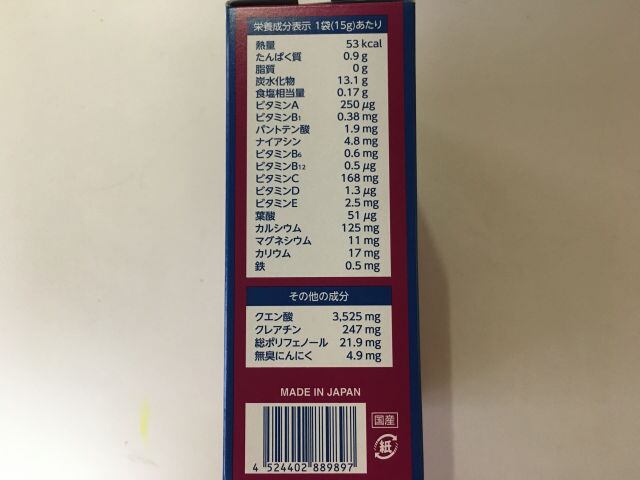 栄養成分表示 1袋(15g)あたり
熱量 53 kcal
たんぱく質 0.9 g
脂質 0 g
炭水化物 13.1 g
食塩相当量 0.17 g
ビタミンA 250 μg
ビタミンB1 0.38 mg
パントテン酸 1.9 mg
ナイアシン 4.8 mg
ビタミンB6 0.6 mg
ビタミンB12 0.5 μg
ビタミンC 168 mg
ビタミンD 1.3 μg
ビタミンE 2.5 mg
葉酸 51 μg
カルシウム 125 mg
マグネシウム 11 mg
カリウム 17 mg
鉄 0.5 mg
その他の成分
クエン酸 3,525 mg
クレアチン 247 mg
総ポリフェノール 21.9 mg
無臭にんにく 4.9 mg
MADE IN JAPAN
国産
紙
4 524402 889897